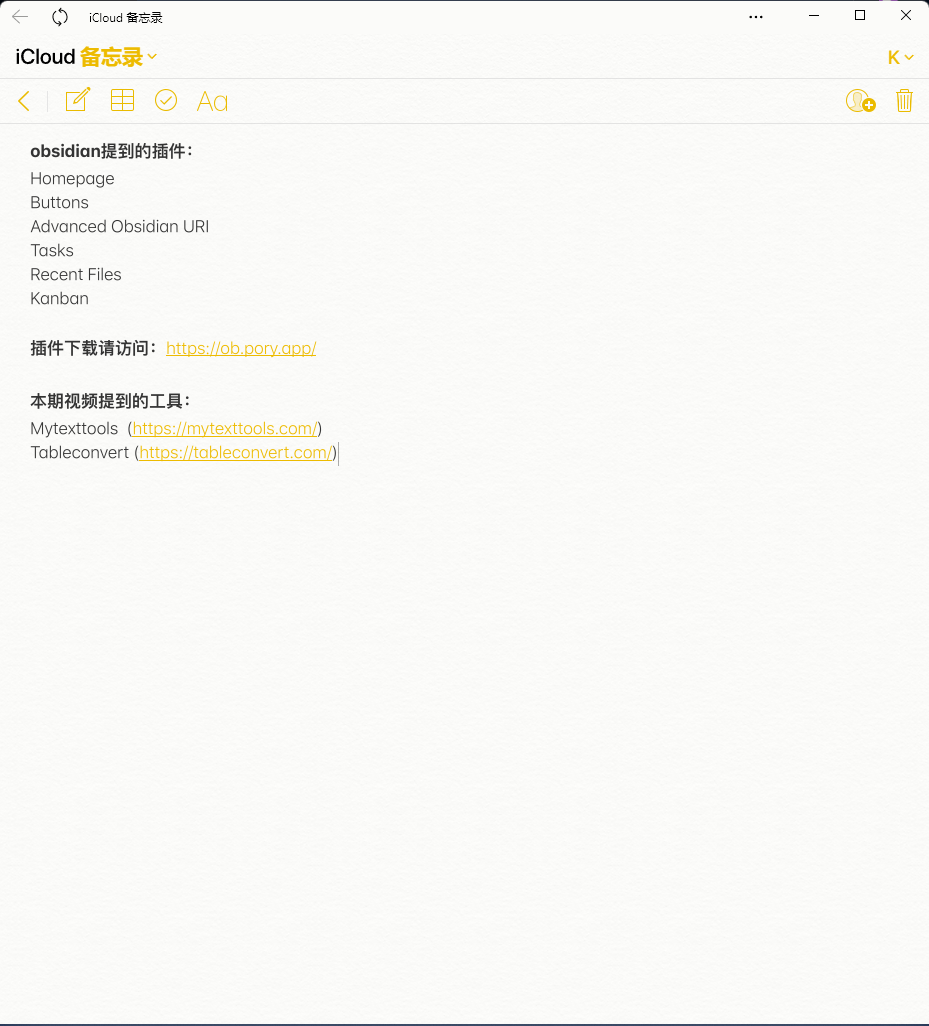 iCloud 备忘录
iCloud 备忘录
K
Aa
obsidian提到的插件：
Homepage
Buttons
Advanced Obsidian URI
Tasks
Recent Files
Kanban
插件下载请访问：https://ob.pory.app/
本期视频提到的工具：
Mytexttools  (https://mytexttools.com/)
Tableconvert (https://tableconvert.com/)